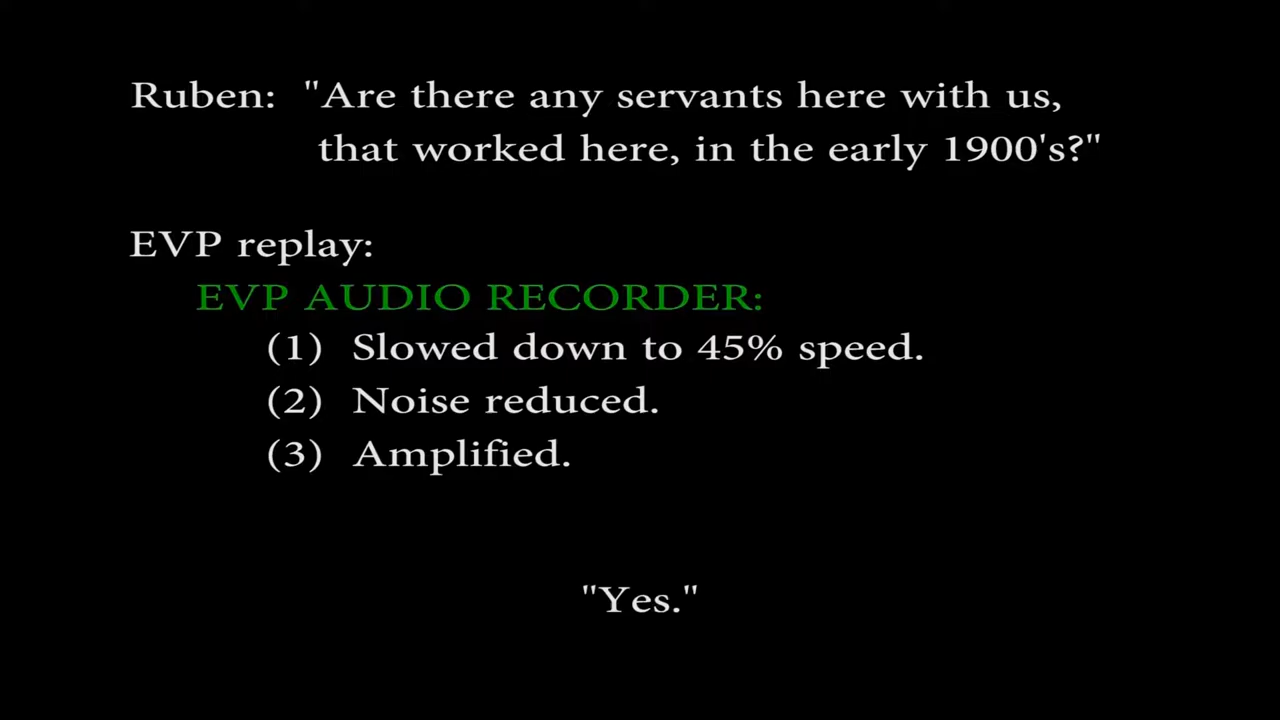 Ruben: "Are there any servants here with us,
that worked here, in the early 1900's?"
EVP replay:
EVP AUDIO RECORDER:
(1) Slowed down to 45% speed.
(2) Noise reduced.
(3) Amplified.
"Yes."